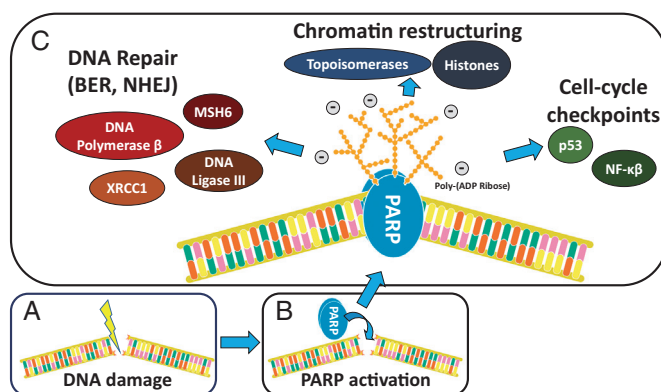 C
Chromatin restructuring
Topoisomerases
Histones
DNA Repair
(BER, NHEJ)
MSH6
DNA
Polymerase β
DNA
Ligase III
XRCC1
Cell-cycle
checkpoints
p53
NF-κβ
Poly-(ADP Ribose)
PARP
-
-
-
-
-
-
A
DNA damage
B
PARP
PARP activation